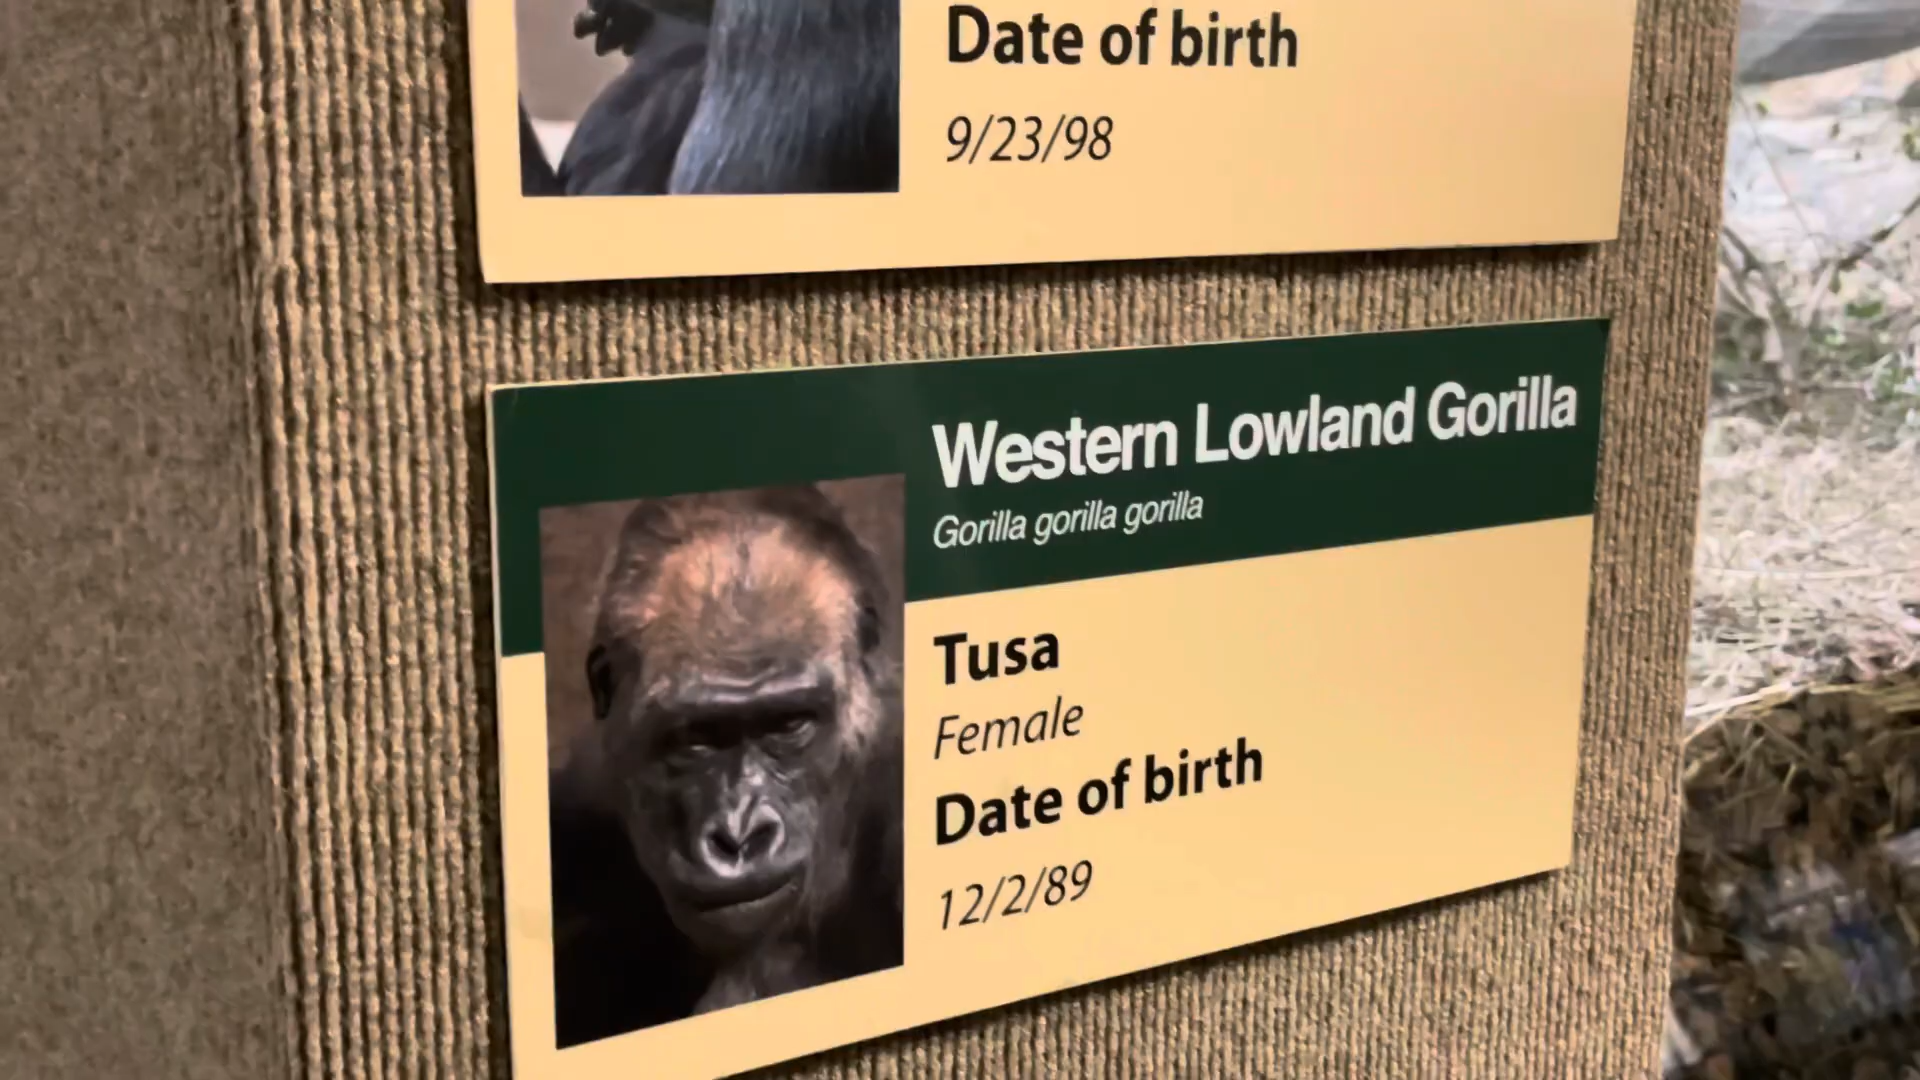 Date of birth
9/23/98
Western Lowland Gorilla
Gorilla gorilla gorilla
Tusa
Female
Date of birth
12/2/89